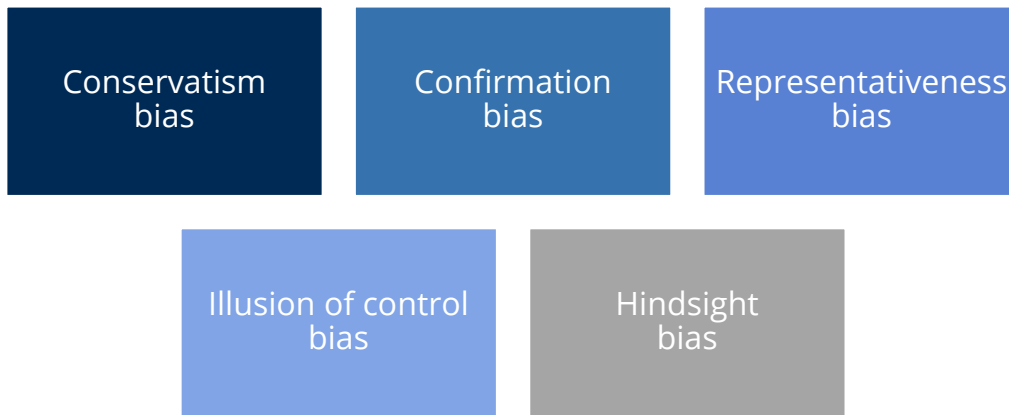 Conservatism
bias
Confirmation
bias
Representativeness
bias
Illusion of control
bias
Hindsight
bias